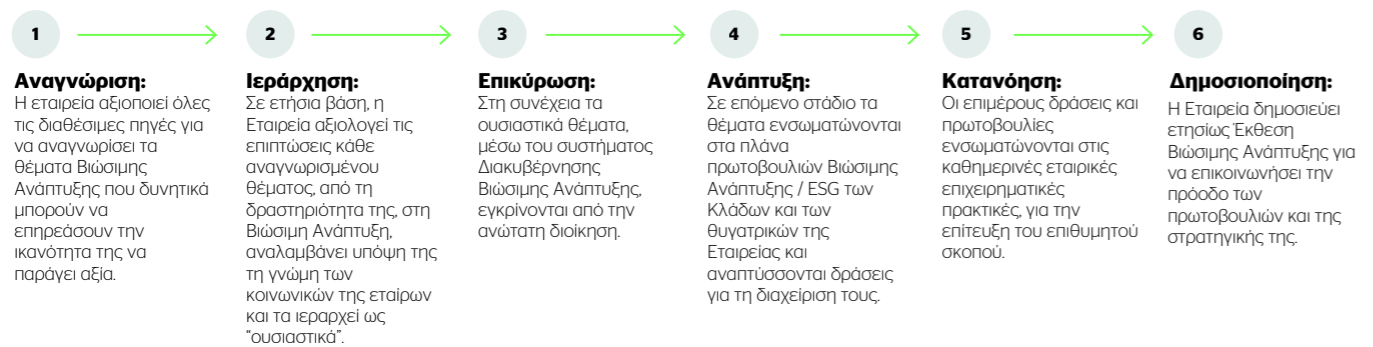 1
Αναγνώριση:
Η εταιρεία αξιοποιεί όλες
τις διαθέσιμες πηγές για
να αναγνωρίσει τα
θέματα Βιώσιμης
Ανάπτυξης που δυνητικά
μπορούν να
επηρεάσουν την
ικανότητα της να
παράγει αξία.
2
Ιεράρχηση:
Σε ετήσια βάση, η
Εταιρεία αξιολογεί τις
επιπτώσεις κάθε
αναγνωρισμένου
θέματος, από τη
δραστηριότητα της, στη
Βιώσιμη Ανάπτυξη,
αναλαμβάνει υπόψη της
τη γνώμη των
κοινωνικών της εταίρων
και τα ιεραρχεί ως
“ουσιαστικά”.
3
Επικύρωση:
Στη συνέχεια τα
ουσιαστικά θέματα,
μέσω του συστήματος
Διακυβέρνησης
Βιώσιμης Ανάπτυξης,
εγκρίνονται από την
ανώτατη διοίκηση.
4
Ανάπτυξη:
Σε επόμενο στάδιο τα
θέματα ενσωματώνονται
στα πλάνα
πρωτοβουλιών Βιώσιμης
Ανάπτυξης / ESG των
Κλάδων και των
θυγατρικών της
Εταιρείας και
αναπτύσσονται δράσεις
για τη διαχείριση τους.
5
Κατανόηση:
Οι επιμέρους δράσεις και
πρωτοβουλίες
ενσωματώνονται στις
καθημερινές εταιρικές
επιχειρηματικές
πρακτικές, για την
επίτευξη του επιθυμητού
σκοπού.
6
Δημοσιοποίηση:
Η Εταιρεία δημοσιεύει
ετησίως Έκθεση
Βιώσιμης Ανάπτυξης για
να επικοινωνήσει την
πρόοδο των
πρωτοβουλιών και της
στρατηγικής της.